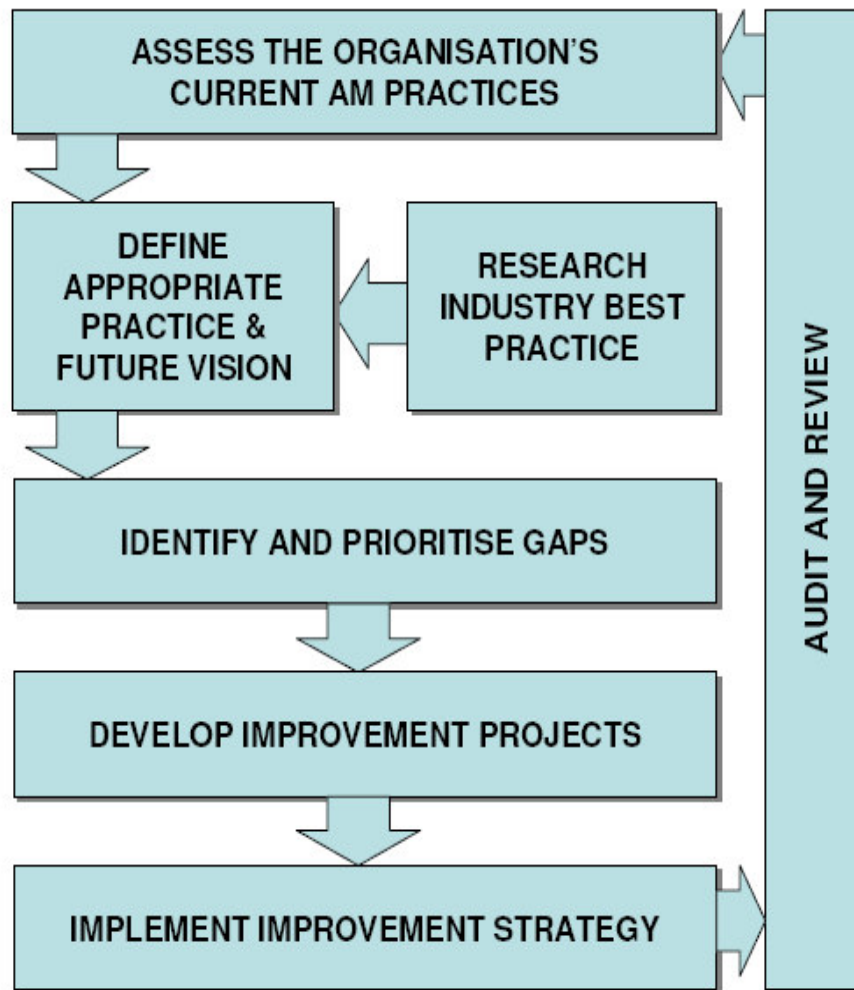 ASSESS THE ORGANISATION'S
CURRENT AM PRACTICES
DEFINE
APPROPRIATE
PRACTICE &
FUTURE VISION
RESEARCH
INDUSTRY BEST
PRACTICE
IDENTIFY AND PRIORITISE GAPS
DEVELOP IMPROVEMENT PROJECTS
IMPLEMENT IMPROVEMENT STRATEGY
AUDIT AND REVIEW